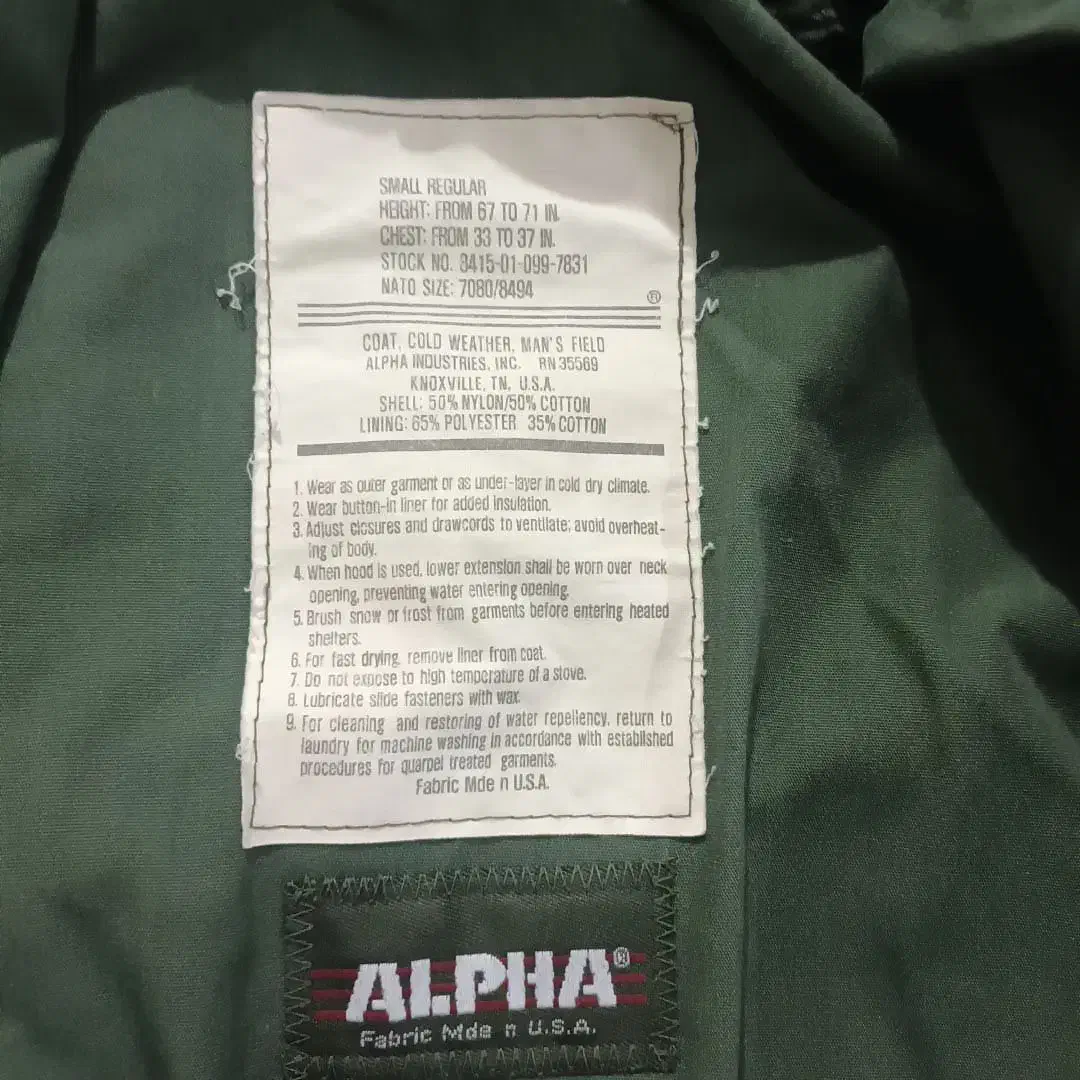 SMALL REGULAR
HEIGHT: FROM 67 TO 71 IN.
CHEST: FROM 33 TO 37 IN.
STOCK NO. 8415-01-099-7831
NATO SIZE: 7080/8494
®
COAT, COLD WEATHER, MAN'S FIELD
ALPHA INDUSTRIES, INC. RN 35569
KNOXVILLE, TN, U.S.A.
SHELL: 50% NYLON/50% COTTON
LINING: 65% POLYESTER 35% COTTON
1. Wear as outer garment or as under-layer in cold dry climate.
2. Wear button-in liner for added insulation.
3. Adjust closures and drawcords to ventilate; avoid overheat-
ing of body.
4. When hood is used, lower extension shall be worn over neck
opening, preventing water entering opening.
5. Brush snow or frost from garments before entering heated
shelters.
6. For fast drying, remove liner from coat.
7. Do not expose to high temperature of a stove.
8. Lubricate slide fasteners with wax.
9. For cleaning and restoring of water repellency, return to
laundry for machine washing in accordance with established
procedures for quarpel treated garments.
Fabric Mde n U.S.A.
ALPHA®
Fabric Mde n U.S.A.